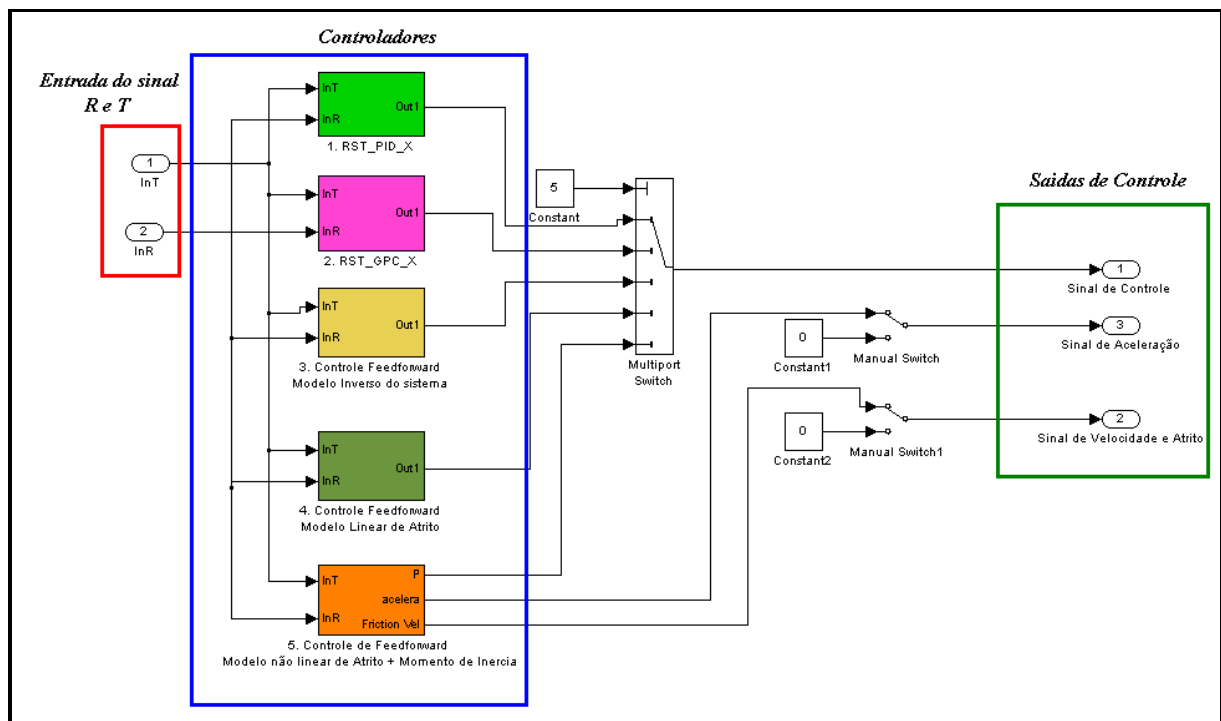 Controladores
Entrada do sinal
R e T
1
InT
2
InR
InT
InR
Out1
1. RST_PID_X
InT
InR
Out1
2. RST_GPC_X
InT
InR
Out1
3. Controle Feedforward
Modelo Inverso do sistema
InT
InR
Out1
4. Controle Feedforward
Modelo Linear de Atrito
InT
InR
P
acelera
Friction Vel
5. Controle de Feedforward
Modelo não linear de Atrito + Momento de Inercia
5
Constant
Multiport
Switch
0
Constant1
Manual Switch
0
Constant2
Manual Switch1
Saidas de Controle
1
Sinal de Controle
3
Sinal de Aceleração
2
Sinal de Velocidade e Atrito